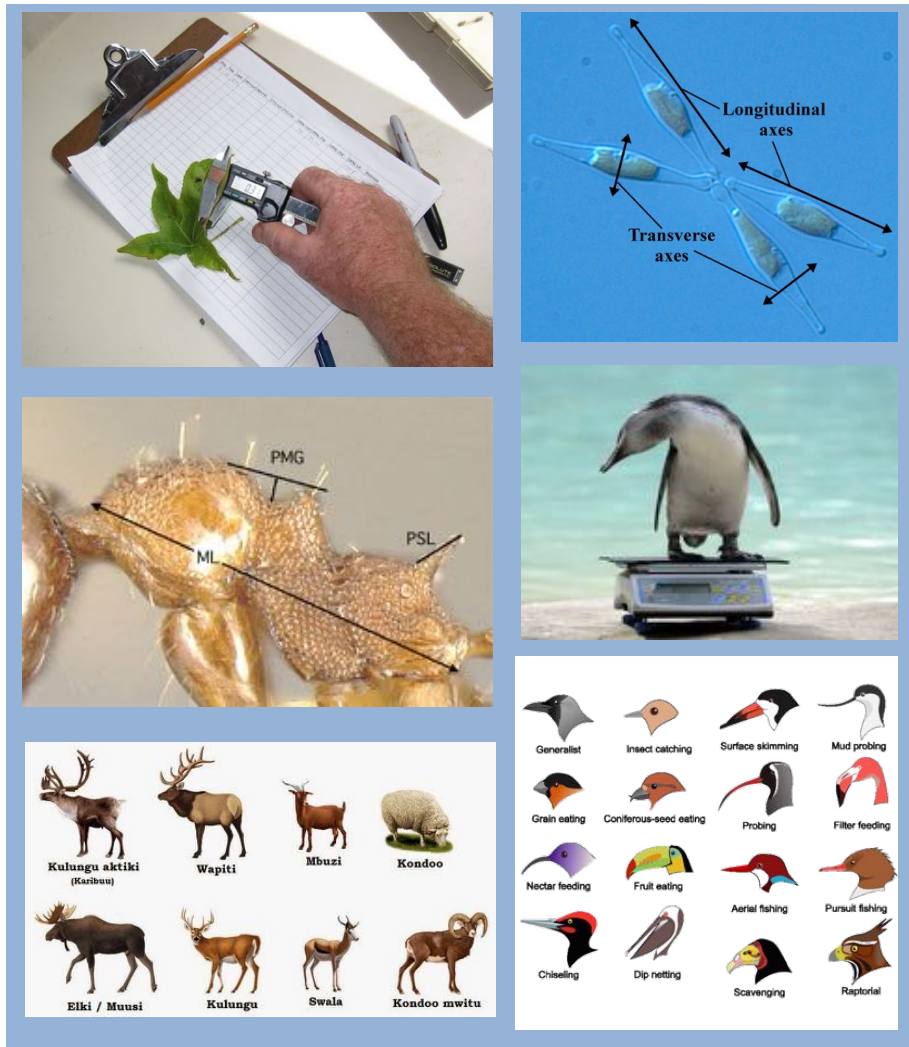 Longitudinal
axes
Transverse
axes
PMG
ML
PSL
Kulungu aktiki
(Karibuu)
Wapiti
Mbuzi
Kondoo
Elki / Muusi
Kulungu
Swala
Kondoo mwitu
Generalist
Insect catching
Surface skimming
Mud probing
Grain eating
Coniferous-seed eating
Probing
Filter feeding
Nectar feeding
Fruit eating
Aerial fishing
Pursuit fishing
Chiseling
Dip netting
Scavenging
Raptorial